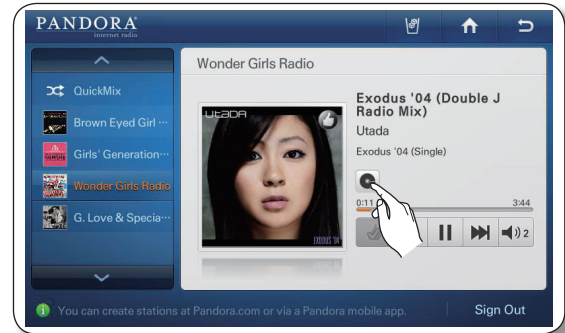 PANDORA®
internet radio
QuickMix
Brown Eyed Girl ···
Girls' Generation···
Wonder Girls Radio
G. Love & Specia···
Wonder Girls Radio
UTADA
EXODUS '04
Exodus '04 (Double J
Radio Mix)
Utada
Exodus '04 (Single)
0:11
3:44
2
You can create stations at Pandora.com or via a Pandora mobile app.
Sign Out